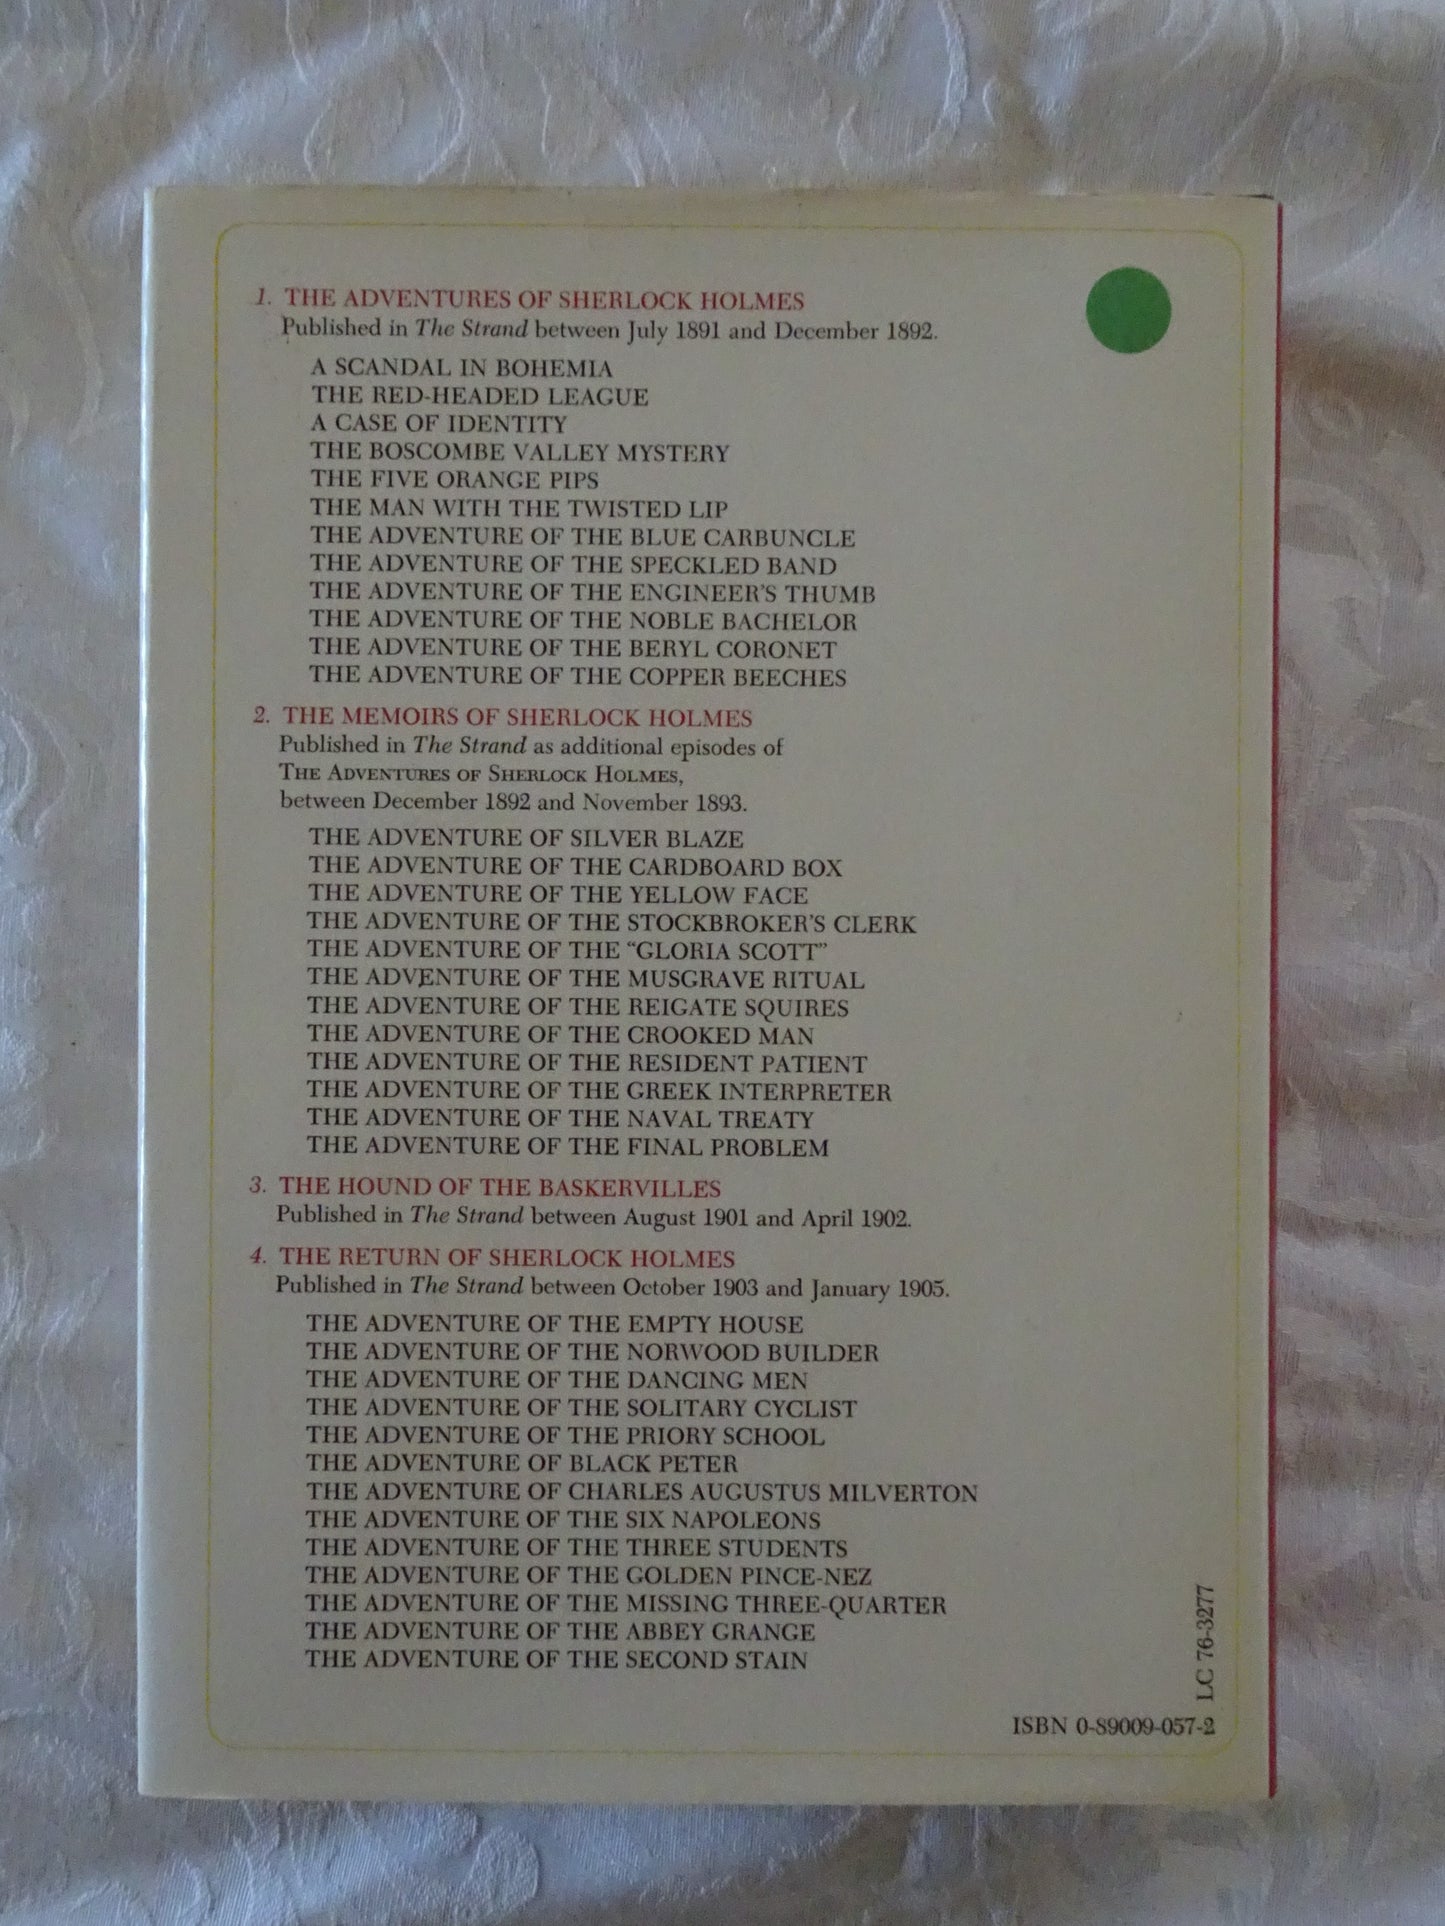 1. THE ADVENTURES OF SHERLOCK HOLMES
Published in The Strand between July 1891 and December 1892.
A SCANDAL IN BOHEMIA
THE RED-HEADED LEAGUE
A CASE OF IDENTITY
THE BOSCOMBE VALLEY MYSTERY
THE FIVE ORANGE PIPS
THE MAN WITH THE TWISTED LIP
THE ADVENTURE OF THE BLUE CARBUNCLE
THE ADVENTURE OF THE SPECKLED BAND
THE ADVENTURE OF THE ENGINEER'S THUMB
THE ADVENTURE OF THE NOBLE BACHELOR
THE ADVENTURE OF THE BERYL CORONET
THE ADVENTURE OF THE COPPER BEECHES
2. THE MEMOIRS OF SHERLOCK HOLMES
Published in The Strand as additional episodes of
THE ADVENTURES OF SHERLOCK HOLMES,
between December 1892 and November 1893.
THE ADVENTURE OF SILVER BLAZE
THE ADVENTURE OF THE CARDBOARD BOX
THE ADVENTURE OF THE YELLOW FACE
THE ADVENTURE OF THE STOCKBROKER'S CLERK
THE ADVENTURE OF THE “GLORIA SCOTT”
THE ADVENTURE OF THE MUSGRAVE RITUAL
THE ADVENTURE OF THE REIGATE SQUIRES
THE ADVENTURE OF THE CROOKED MAN
THE ADVENTURE OF THE RESIDENT PATIENT
THE ADVENTURE OF THE GREEK INTERPRETER
THE ADVENTURE OF THE NAVAL TREATY
THE ADVENTURE OF THE FINAL PROBLEM
3. THE HOUND OF THE BASKERVILLES
Published in The Strand between August 1901 and April 1902.
4. THE RETURN OF SHERLOCK HOLMES
Published in The Strand between October 1903 and January 1905.
THE ADVENTURE OF THE EMPTY HOUSE
THE ADVENTURE OF THE NORWOOD BUILDER
THE ADVENTURE OF THE DANCING MEN
THE ADVENTURE OF THE SOLITARY CYCLIST
THE ADVENTURE OF THE PRIORY SCHOOL
THE ADVENTURE OF BLACK PETER
THE ADVENTURE OF CHARLES AUGUSTUS MILVERTON
THE ADVENTURE OF THE SIX NAPOLEONS
THE ADVENTURE OF THE THREE STUDENTS
THE ADVENTURE OF THE GOLDEN PINCE-NEZ
THE ADVENTURE OF THE MISSING THREE-QUARTER
THE ADVENTURE OF THE ABBEY GRANGE
THE ADVENTURE OF THE SECOND STAIN
LC 76-3277
ISBN 0-89009-057-2